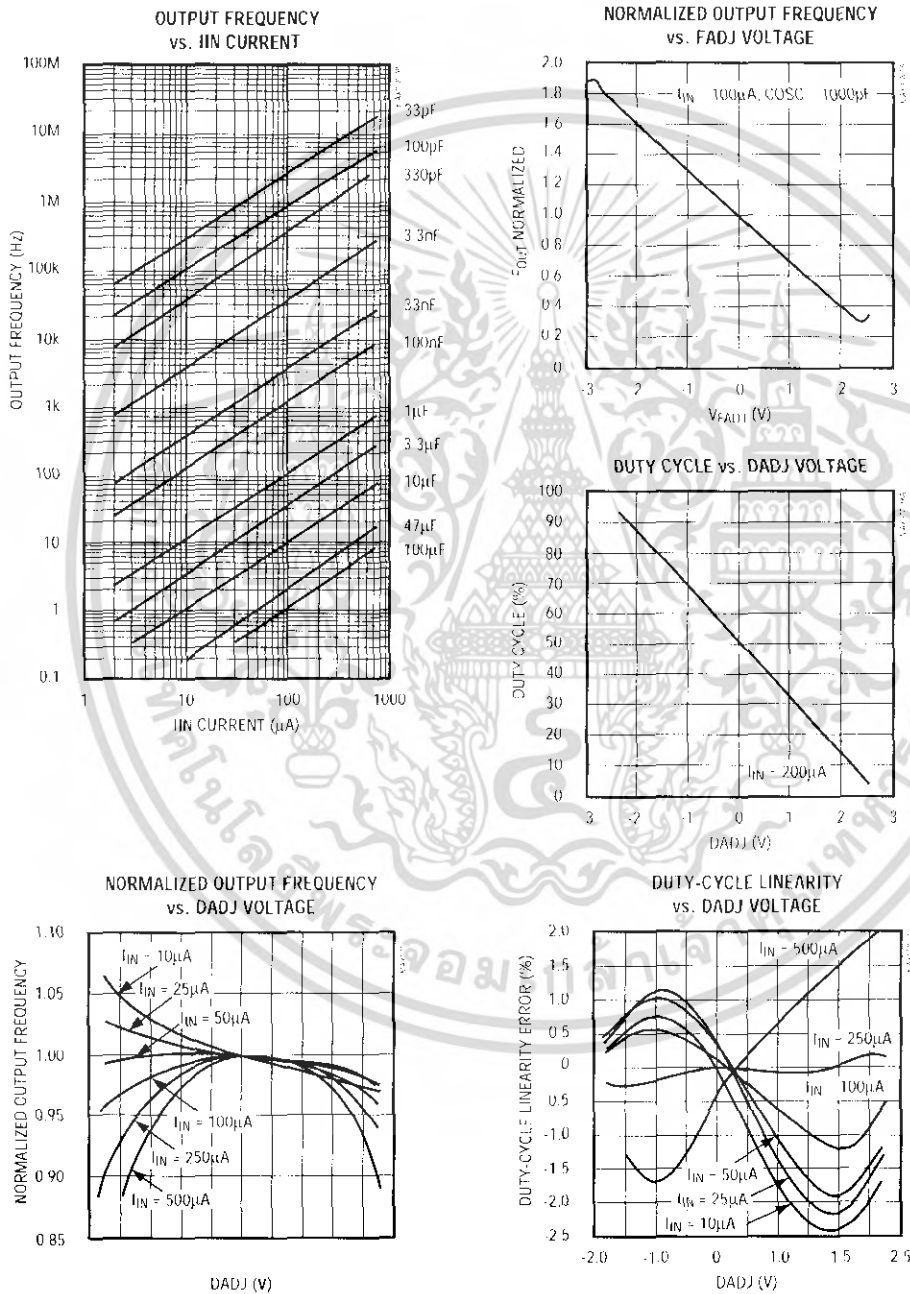 OUTPUT FREQUENCY
vs. IIN CURRENT
100M
10M
1M
100k
10k
1k
100
10
1
0.1
OUTPUT FREQUENCY (Hz)
33pF
100pF
330pF
3.3nF
33nF
100nF
1µF
3.3µF
10µF
47µF
100µF
1
10
100
1000
IIN CURRENT (µA)
NORMALIZED OUTPUT FREQUENCY
vs. FADJ VOLTAGE
2.0
1.8
1.6
1.4
1.2
1.0
0.8
0.6
0.4
0.2
0
FOUT NORMALIZED
IIN 100µA, COSC 1000pF
-3
-2
-1
0
1
2
3
VFADJ (V)
DUTY CYCLE vs. DADJ VOLTAGE
100
90
80
70
60
50
40
30
20
10
0
DUTY CYCLE (%)
IIN = 200µA
3
-2
-1
0
1
2
3
DADJ (V)
NORMALIZED OUTPUT FREQUENCY
vs. DADJ VOLTAGE
1.10
1.05
1.00
0.95
0.90
0.85
NORMALIZED OUTPUT FREQUENCY
IIN = 10µA
IIN = 25µA
IIN = 50µA
IIN = 100µA
IIN = 250µA
IIN = 500µA
DADJ (V)
DUTY-CYCLE LINEARITY
vs. DADJ VOLTAGE
2.0
1.5
1.0
0.5
0
0.5
-1.0
-1.5
-2.0
-2.5
DUTY-CYCLE LINEARITY ERROR (%)
IIN = 500µA
IIN = 250µA
IIN = 100µA
IIN = 50µA
IIN = 25µA
IIN = 10µA
-2.0
-1.0
0
1.0
1.5
2.5
DADJ (V)